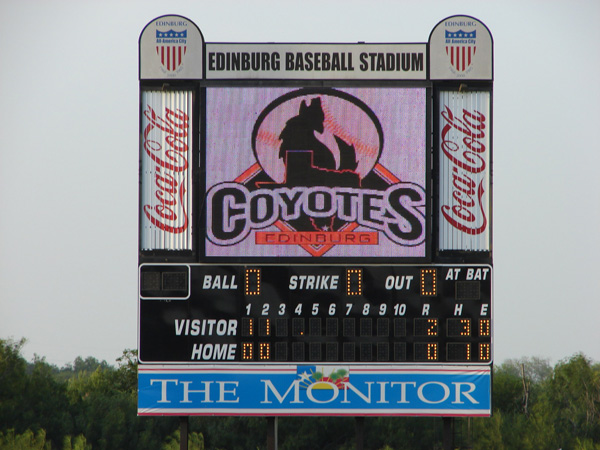 EDINBURG
All-America City
EDINBURG
All-America City
EDINBURG BASEBALL STADIUM
Coca-Cola
Coca-Cola
COYOTES
EDINBURG
BALL 0 STRIKE 0 OUT 0 AT BAT
1 2 3 4 5 6 7 8 9 10 R H E
VISITOR 1 1 2 3 0
HOME 0 0 0 1 0
THE MONITOR